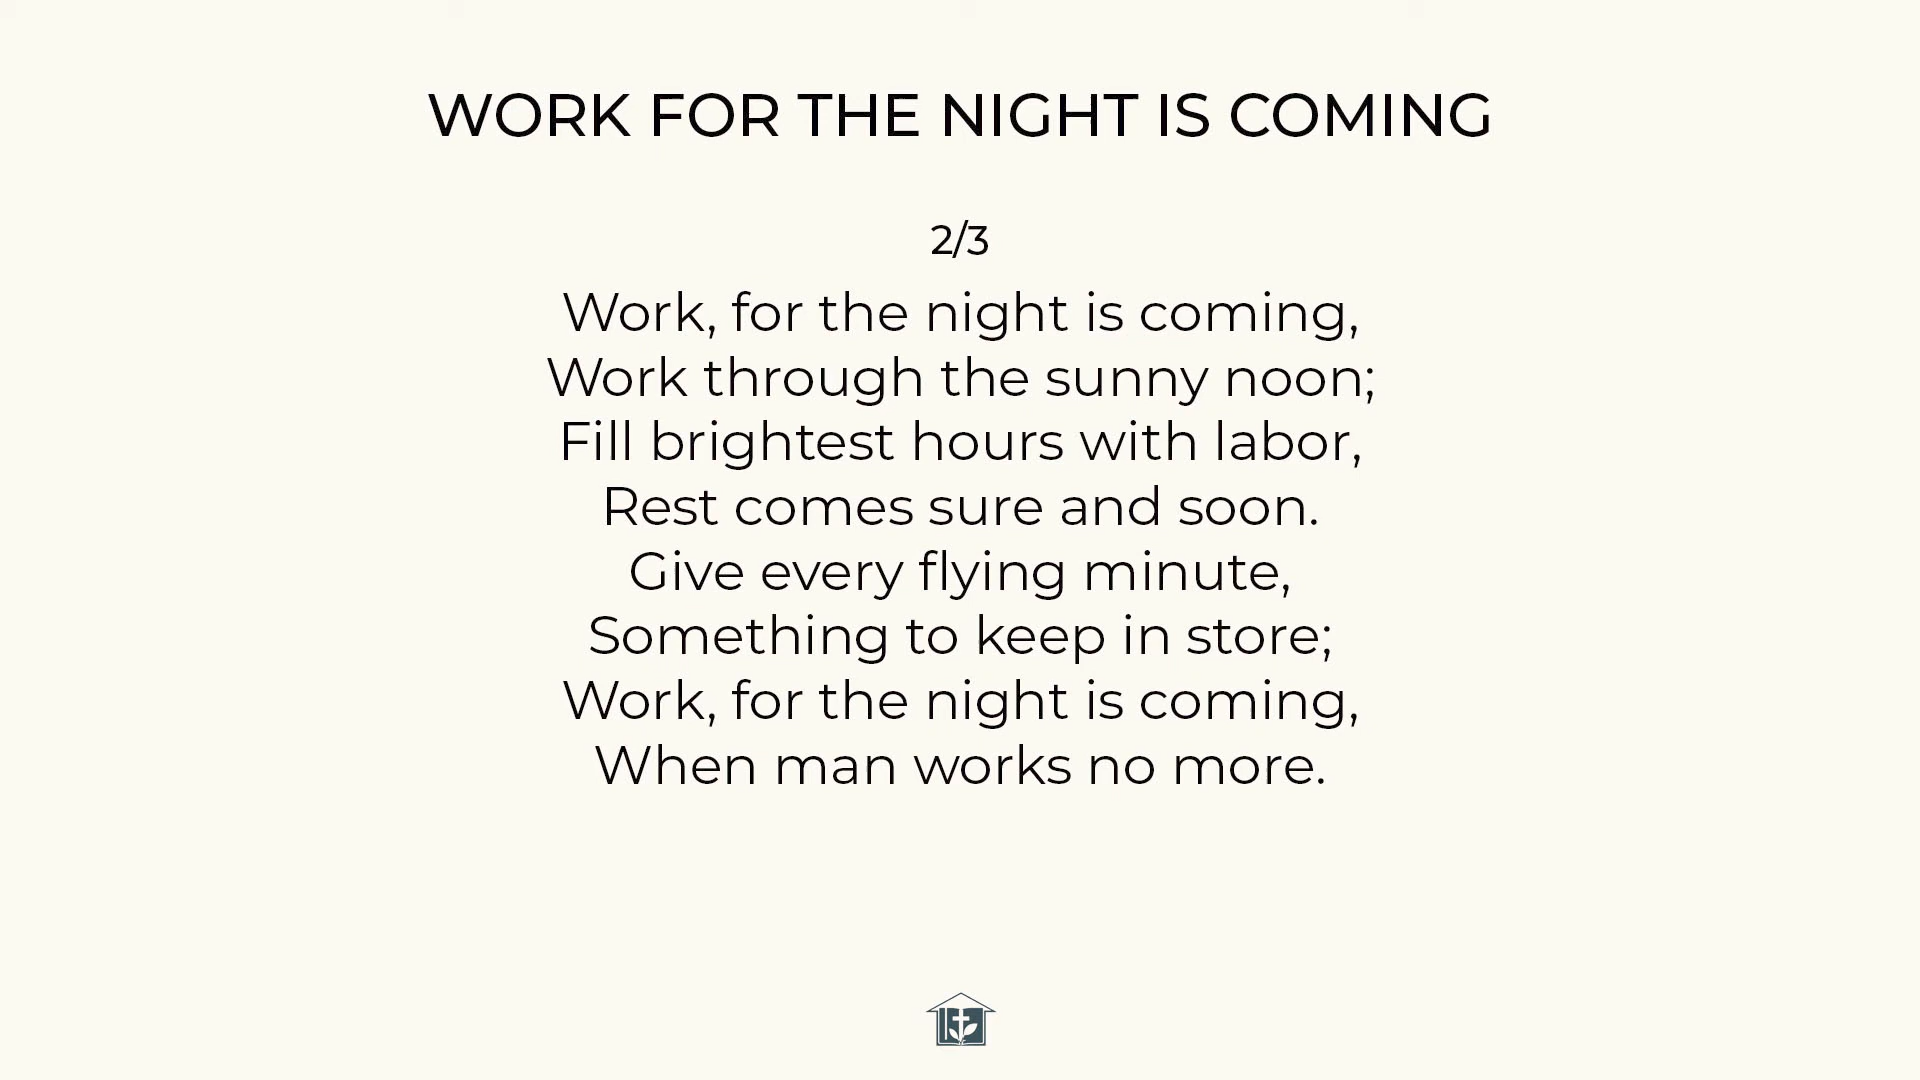 WORK FOR THE NIGHT IS COMING
2/3
Work, for the night is coming,
Work through the sunny noon;
Fill brightest hours with labor,
Rest comes sure and soon.
Give every flying minute,
Something to keep in store;
Work, for the night is coming,
When man works no more.